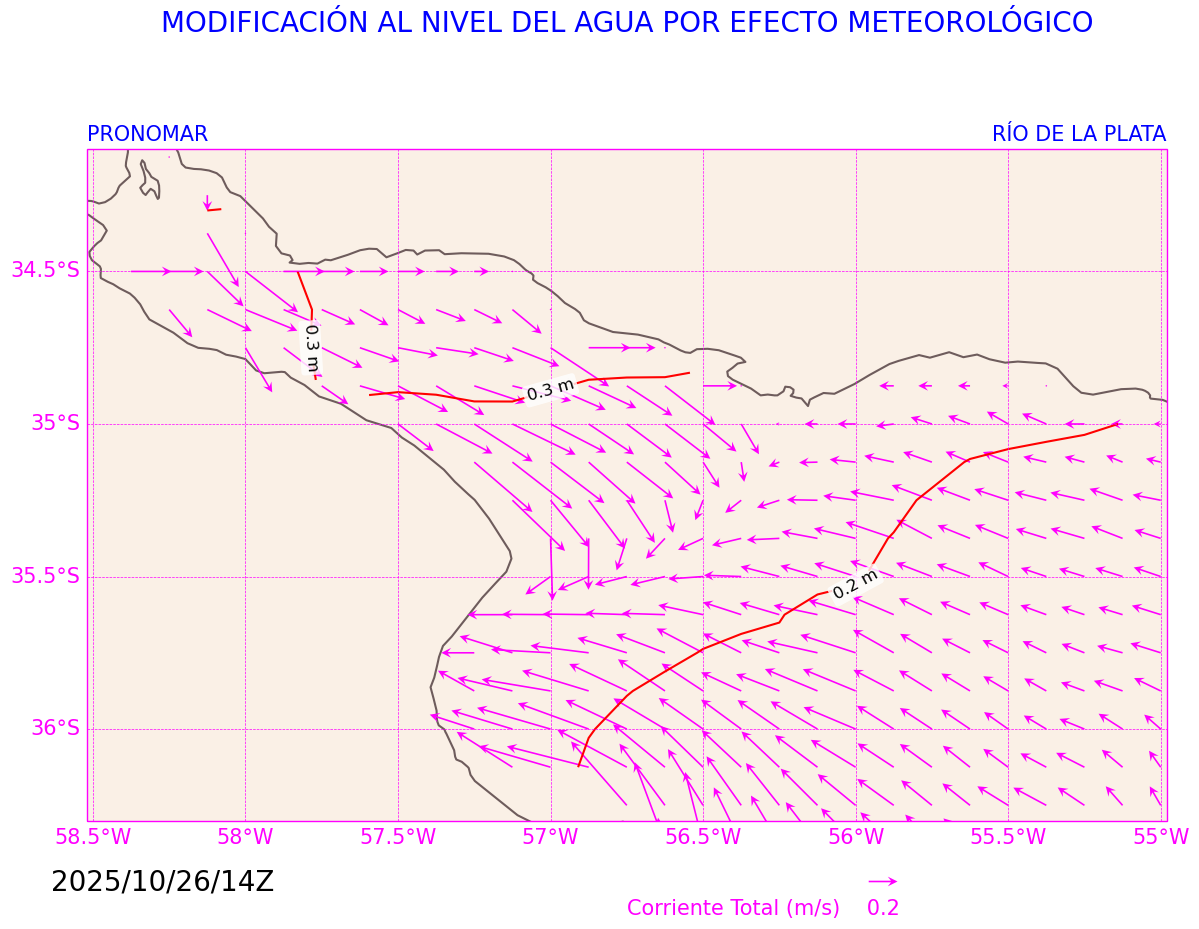 MODIFICACIÓN AL NIVEL DEL AGUA POR EFECTO METEOROLÓGICO
PRONOMAR RÍO DE LA PLATA
34.5°S
0.3 m
0.3 m
35°S
35.5°S
0.2 m
36°S
58.5°W 58°W 57.5°W 57°W 56.5°W 56°W 55.5°W 55°W
2025/10/26/14Z
Corriente Total (m/s) 0.2